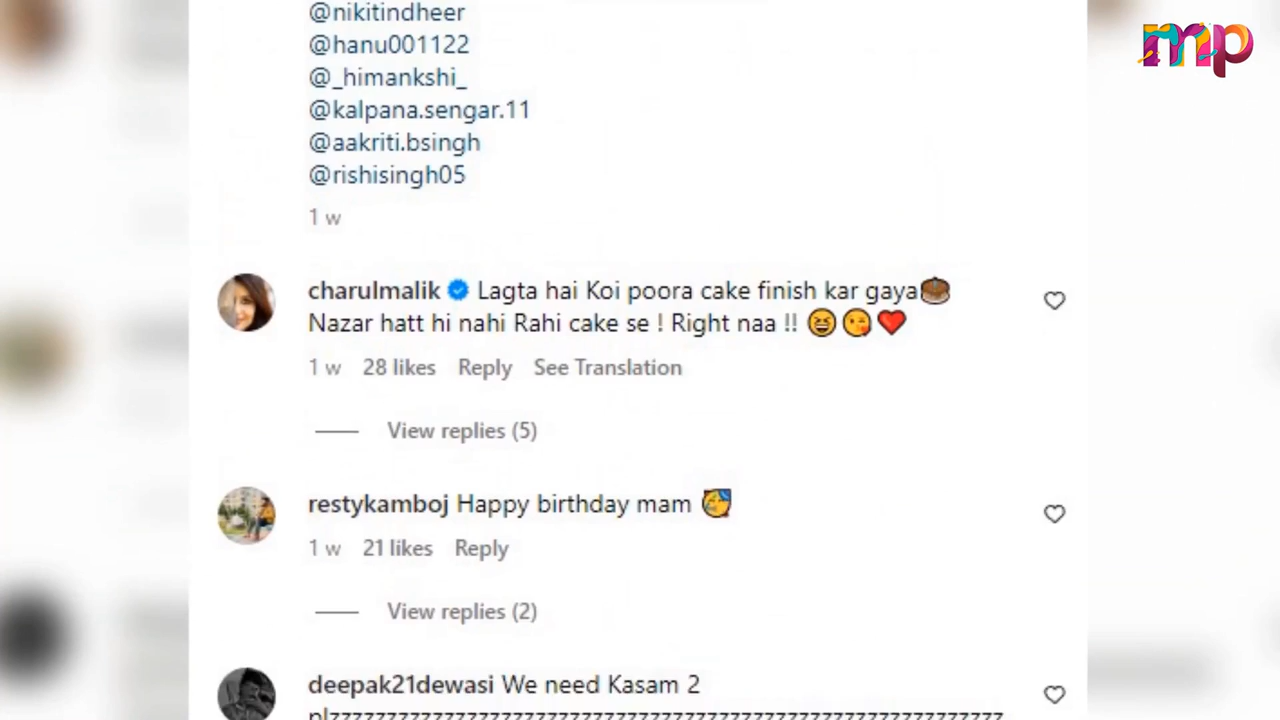 mp
@nikitindheer
@hanu001122
@_himankshi_
@kalpana.sengar.11
@aakriti.bsingh
@rishisingh05
1 w
charulmalik Lagta hai Koi poora cake finish kar gaya🎂
Nazar hatt hi nahi Rahi cake se ! Right naa !! 😆😘❤️
1 w 28 likes Reply See Translation
View replies (5)
restykamboj Happy birthday mam 🥳
1 w 21 likes Reply
View replies (2)
deepak21dewasi We need Kasam 2